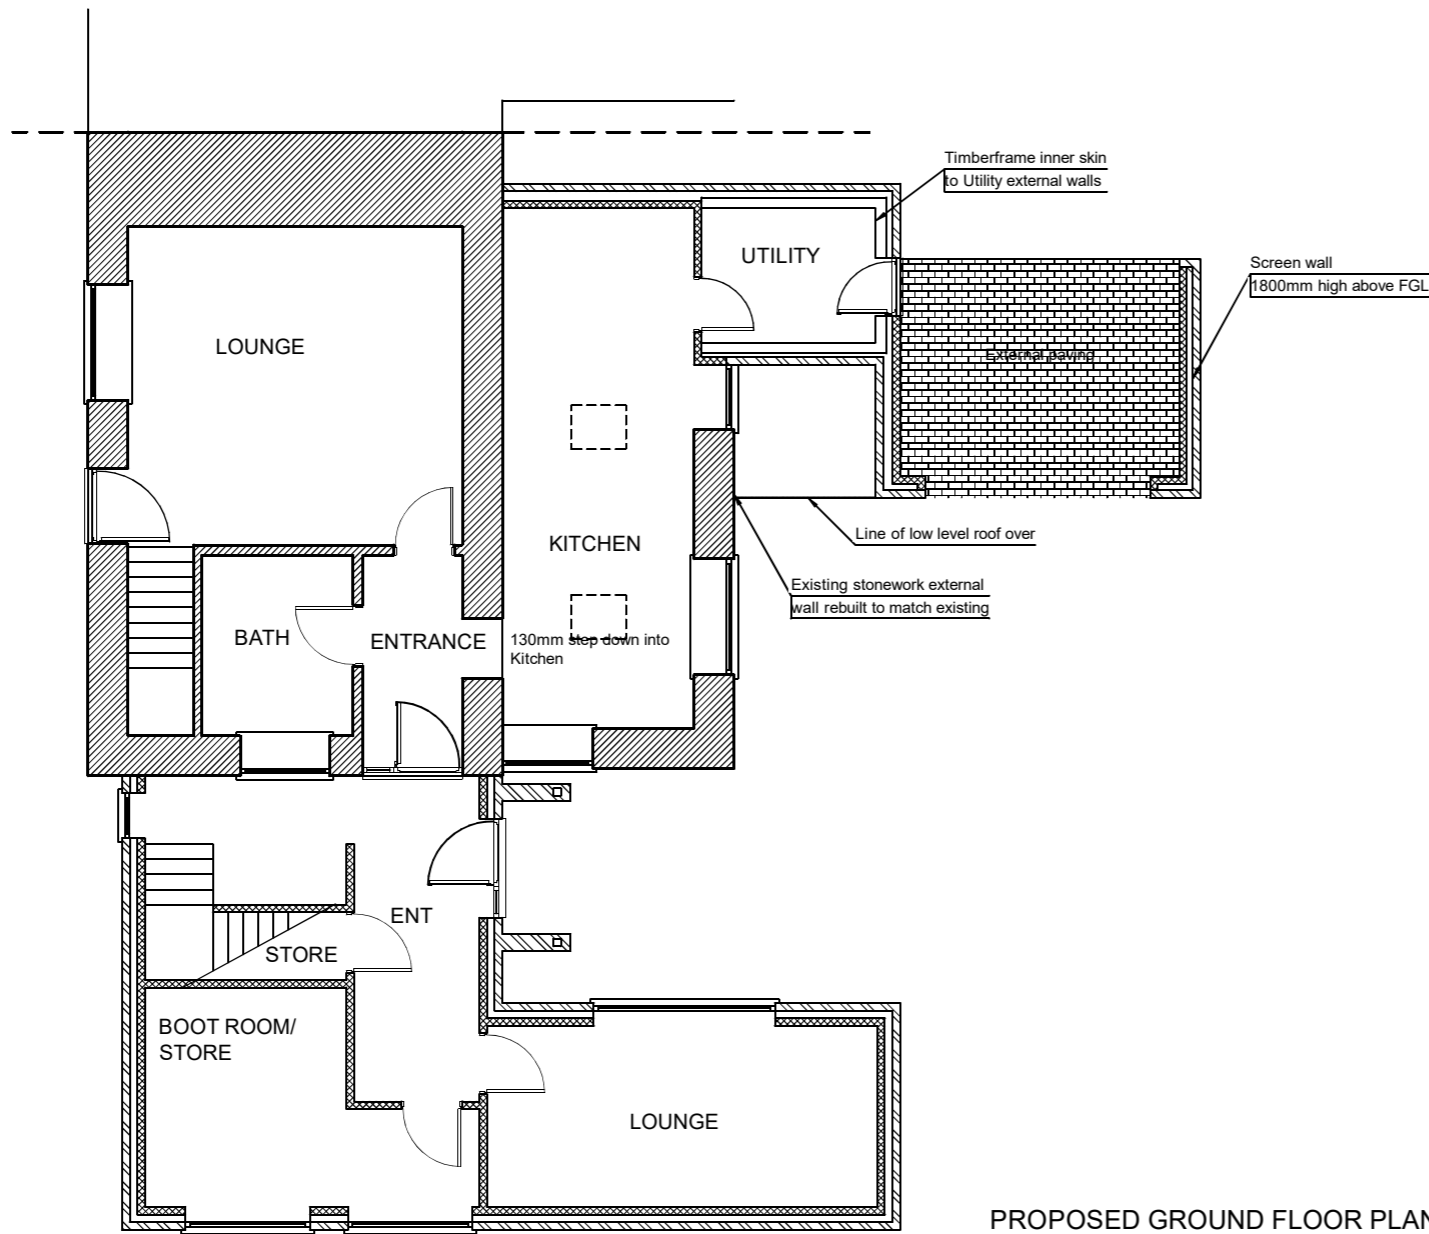 Timberframe inner skin
to Utility external walls
UTILITY
Screen wall
1800mm high above FGL
LOUNGE
External paving
Line of low level roof over
KITCHEN
Existing stonework external
wall rebuilt to match existing
BATH
ENTRANCE
130mm step down into
Kitchen
ENT
STORE
BOOT ROOM/
STORE
LOUNGE
PROPOSED GROUND FLOOR PLAN